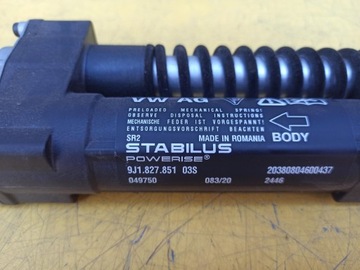 VW AG
PRELOADED MECHANICAL SPRING!
OBSERVE DISPOSAL INSTRUCTION!
MECHANISCHE FEDER IST VORGESPANNT!
ENTSORGUNGSVORSCHRIFT BEACHTEN
SR2 MADE IN ROMANIA BODY
STABILUS
POWERISE®
9J1.827.851 03S 20380804600437
049750 083/20 2446